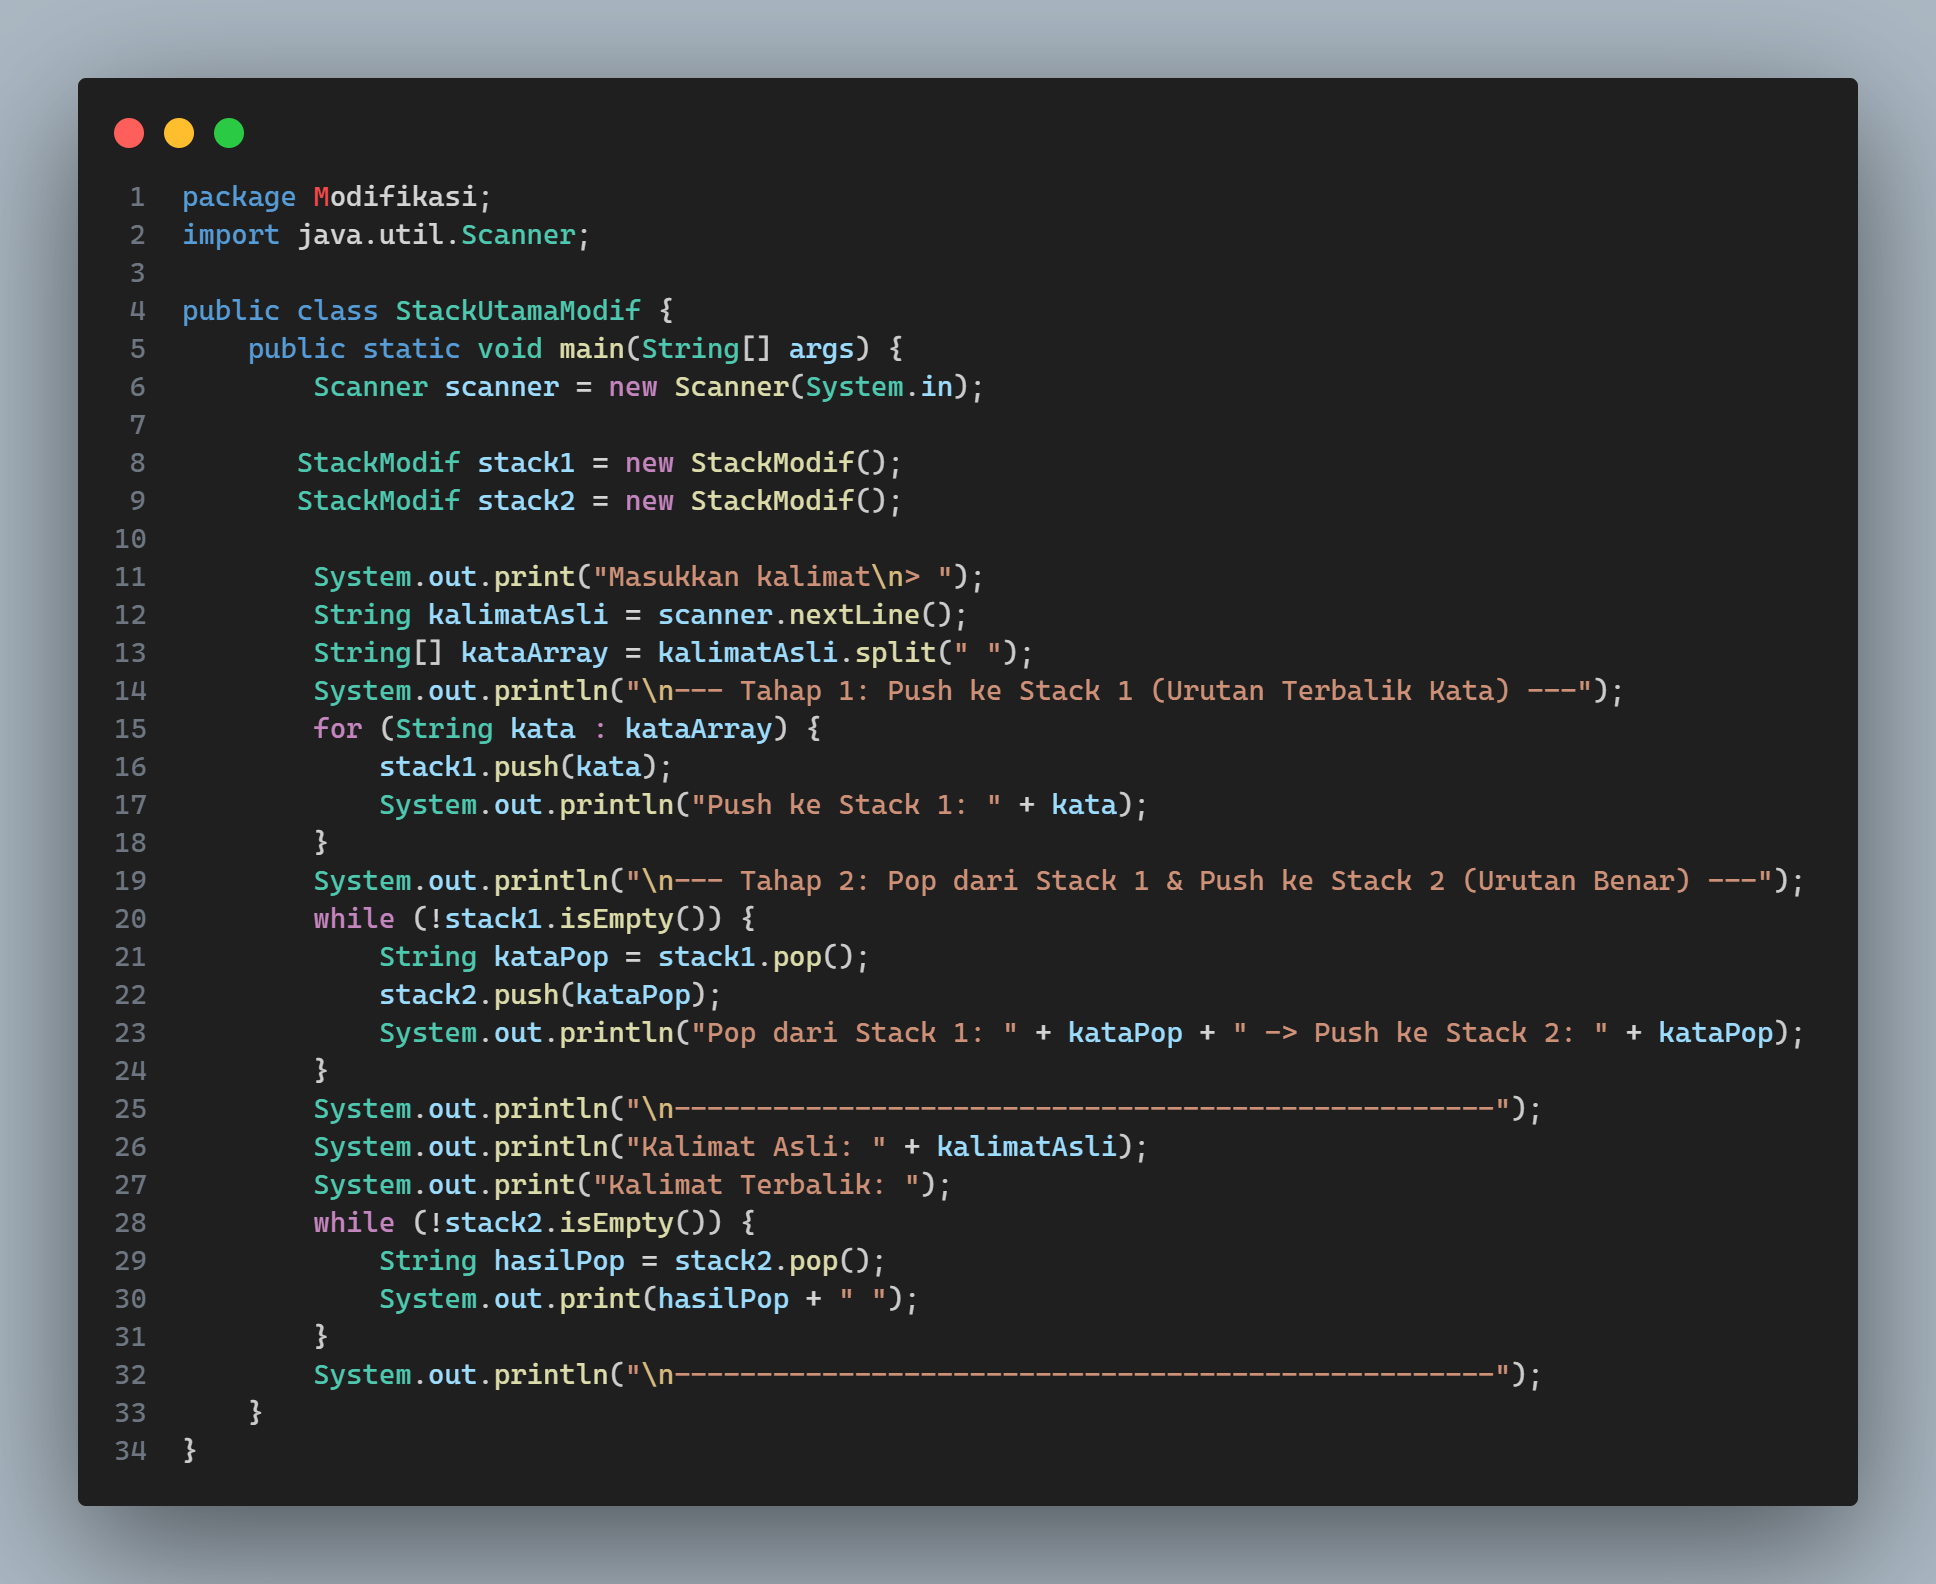 1 package Modifikasi;
2 import java.util.Scanner;
3
4 public class StackUtamaModif {
5     public static void main(String[] args) {
6         Scanner scanner = new Scanner(System.in);
7
8        StackModif stack1 = new StackModif();
9        StackModif stack2 = new StackModif();
10
11         System.out.print("Masukkan kalimat\n> ");
12         String kalimatAsli = scanner.nextLine();
13         String[] kataArray = kalimatAsli.split(" ");
14         System.out.println("\n--- Tahap 1: Push ke Stack 1 (Urutan Terbalik Kata) ---");
15         for (String kata : kataArray) {
16             stack1.push(kata);
17             System.out.println("Push ke Stack 1: " + kata);
18         }
19         System.out.println("\n--- Tahap 2: Pop dari Stack 1 & Push ke Stack 2 (Urutan Benar) ---");
20         while (!stack1.isEmpty()) {
21             String kataPop = stack1.pop();
22             stack2.push(kataPop);
23             System.out.println("Pop dari Stack 1: " + kataPop + " -> Push ke Stack 2: " + kataPop);
24         }
25         System.out.println("\n--------------------------------------------------");
26         System.out.println("Kalimat Asli: " + kalimatAsli);
27         System.out.print("Kalimat Terbalik: ");
28         while (!stack2.isEmpty()) {
29             String hasilPop = stack2.pop();
30             System.out.print(hasilPop + " ");
31         }
32         System.out.println("\n--------------------------------------------------");
33     }
34 }